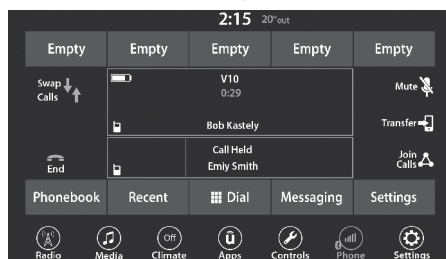 2:15 20°out
Empty Empty Empty Empty Empty
Swap Calls
V10
0:29
Bob Kastely
Mute
Transfer
Call Held
Emiy Smith
End
Join Calls
Phonebook Recent Dial Messaging Settings
Off
Radio Media Climate Apps Controls Phone Settings